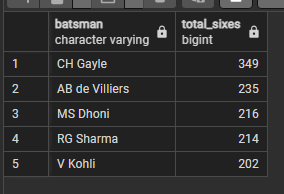 batsman total_sixes
character varying bigint
1 CH Gayle 349
2 AB de Villiers 235
3 MS Dhoni 216
4 RG Sharma 214
5 V Kohli 202